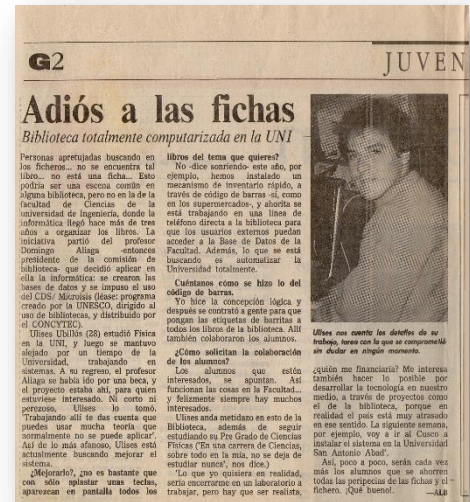 G2
JUVEN
Adiós a las fichas
Biblioteca totalmente computarizada en la UNI
Personas apretujadas buscando en
los ficheros... no se encuentra tal
libro... no está una ficha... Esto
podría ser una escena común en
alguna biblioteca, pero no en la de la
facultad de Ciencias de la
universidad de Ingeniería, donde la
informática llegó hace más de tres
años a organizar los libros. La
iniciativa partió del profesor
Domingo Aliaga -entonces
presidente de la comisión de
biblioteca- que decidió aplicar en
ella la informática: se crearon las
bases de datos y se impuso el uso
del CDS/ Microisis (léase: programa
creado por la UNESCO, dirigido al
uso de bibliotecas, y distribuido por
el CONCYTEC).
Ulises Ubillús (28) estudió Física
en la UNI, y luego se mantuvo
alejado por un tiempo de la
Universidad, trabajando en
sistemas. A su regreso, el profesor
Aliaga se había ido por una beca, y
el proyecto estaba ahí, para quien
estuviese interesado. Ni corto ni
perezoso, Ulises lo tomó.
'Trabajando allí te das cuenta que
puedes usar mucha teoría que
normalmente no se puede aplicar'.
Así de lo más afanoso, Ulises está
actualmente buscando mejorar el
sistema.
¿Mejorarlo?, ¿no es bastante que
con sólo aplastar unas teclas,
aparezcan en pantalla todos los
libros del tema que quieres?
No -dice sonriendo- este año, por
ejemplo, hemos instalado un
mecanismo de inventario rápido, a
través de código de barras -sí, como
en los supermercados-, y ahorita se
está trabajando en una línea de
teléfono directa a la biblioteca para
que los usuarios externos puedan
acceder a la Base de Datos de la
Facultad. Además, lo que se está
buscando es automatizar la
Universidad totalmente.
Cuéntanos cómo se hizo lo del
código de barras.
Yo hice la concepción lógica y
después se contrató a gente para que
pongan las etiquetas de barritas a
todos los libros de la biblioteca. Allí
también colaboraron los alumnos.
¿Cómo solicitan la colaboración
de los alumnos?
Los alumnos que están
interesados, se apuntan. Así
funcionan las cosas en la Facultad...
y felizmente siempre hay muchos
interesados.
Ulises anda metidazo en esto de la
Biblioteca, además de seguir
estudiando su Pre Grado de Ciencias
Físicas ('En una carrera de Ciencias,
sobre todo en la mía, no se deja de
estudiar nunca', nos dice.)
'Lo que yo quisiera en realidad,
sería encerrarme en un laboratorio a
trabajar, pero hay que ser realista,
Ulises nos cuenta los detalles de su
trabajo, tarea con la que se comprometió
sin dudar en ningún momento.
¿quién me financiaría? Me interesa
también hacer lo posible por
desarrollar la tecnología en nuestro
medio, a través de proyectos como
el de la biblioteca, porque en
realidad el país está muy atrasado
en ese sentido. La siguiente semana,
por ejemplo, voy a ir al Cusco a
instalar el sistema en la Universidad
San Antonio Abad'.
Así, poco a poco, serán cada vez
más los alumnos que se ahorren
todas las peripecias de las fichas y el
fichero. ¡Qué bueno!
-ALB